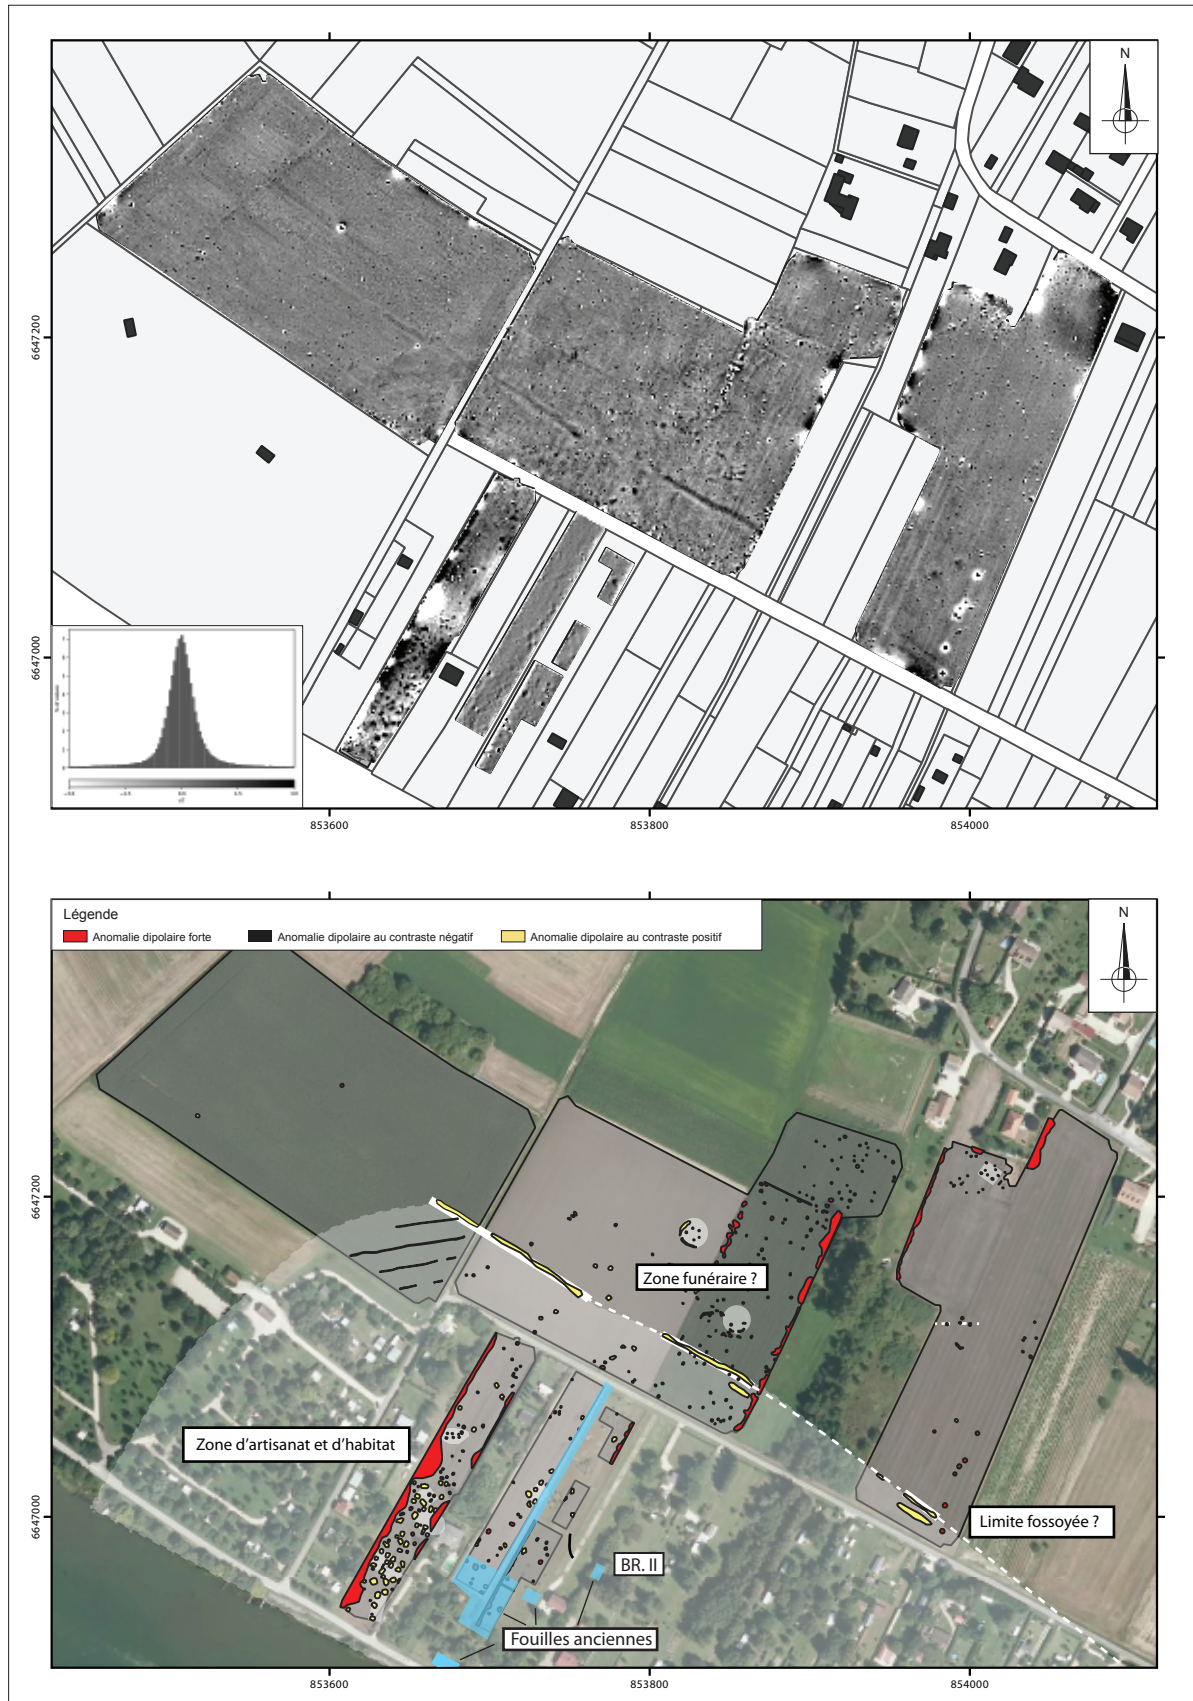 N
6647200
6647000
853600
853800
854000
Légende
Anomalie dipolaire forte
Anomalie dipolaire au contraste négatif
Anomalie dipolaire au contraste positif
N
6647200
Zone funéraire ?
Zone d'artisanat et d'habitat
6647000
Limite fossoyée ?
BR. II
Fouilles anciennes
853600
853800
854000